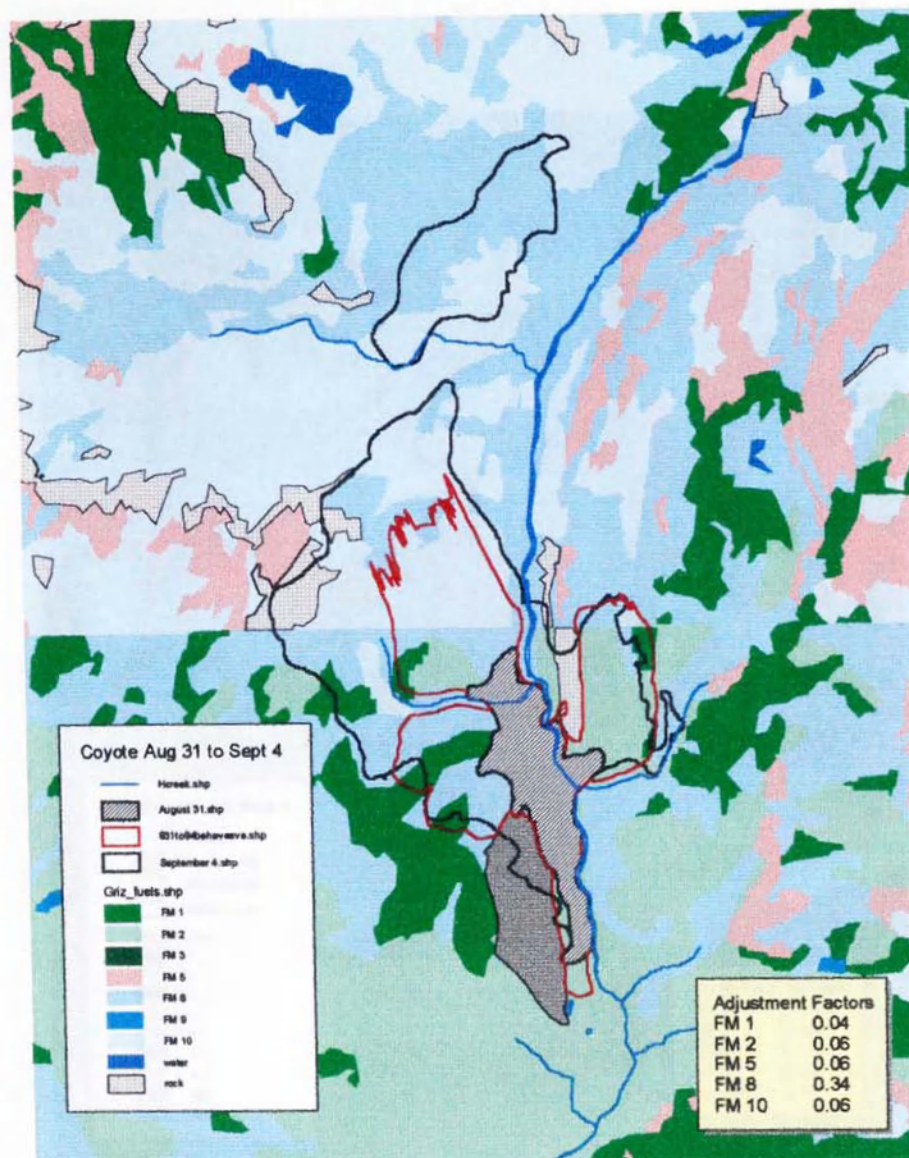 Coyote Aug 31 to Sept 4
Hcreek.shp
August 31.shp
September 4.shp
Griz_fuels.shp
FM 1
FM 2
FM 3
FM 5
FM 8
FM 9
FM 10
water
rock
Adjustment Factors
FM 1 0.04
FM 2 0.06
FM 5 0.06
FM 8 0.34
FM 10 0.06